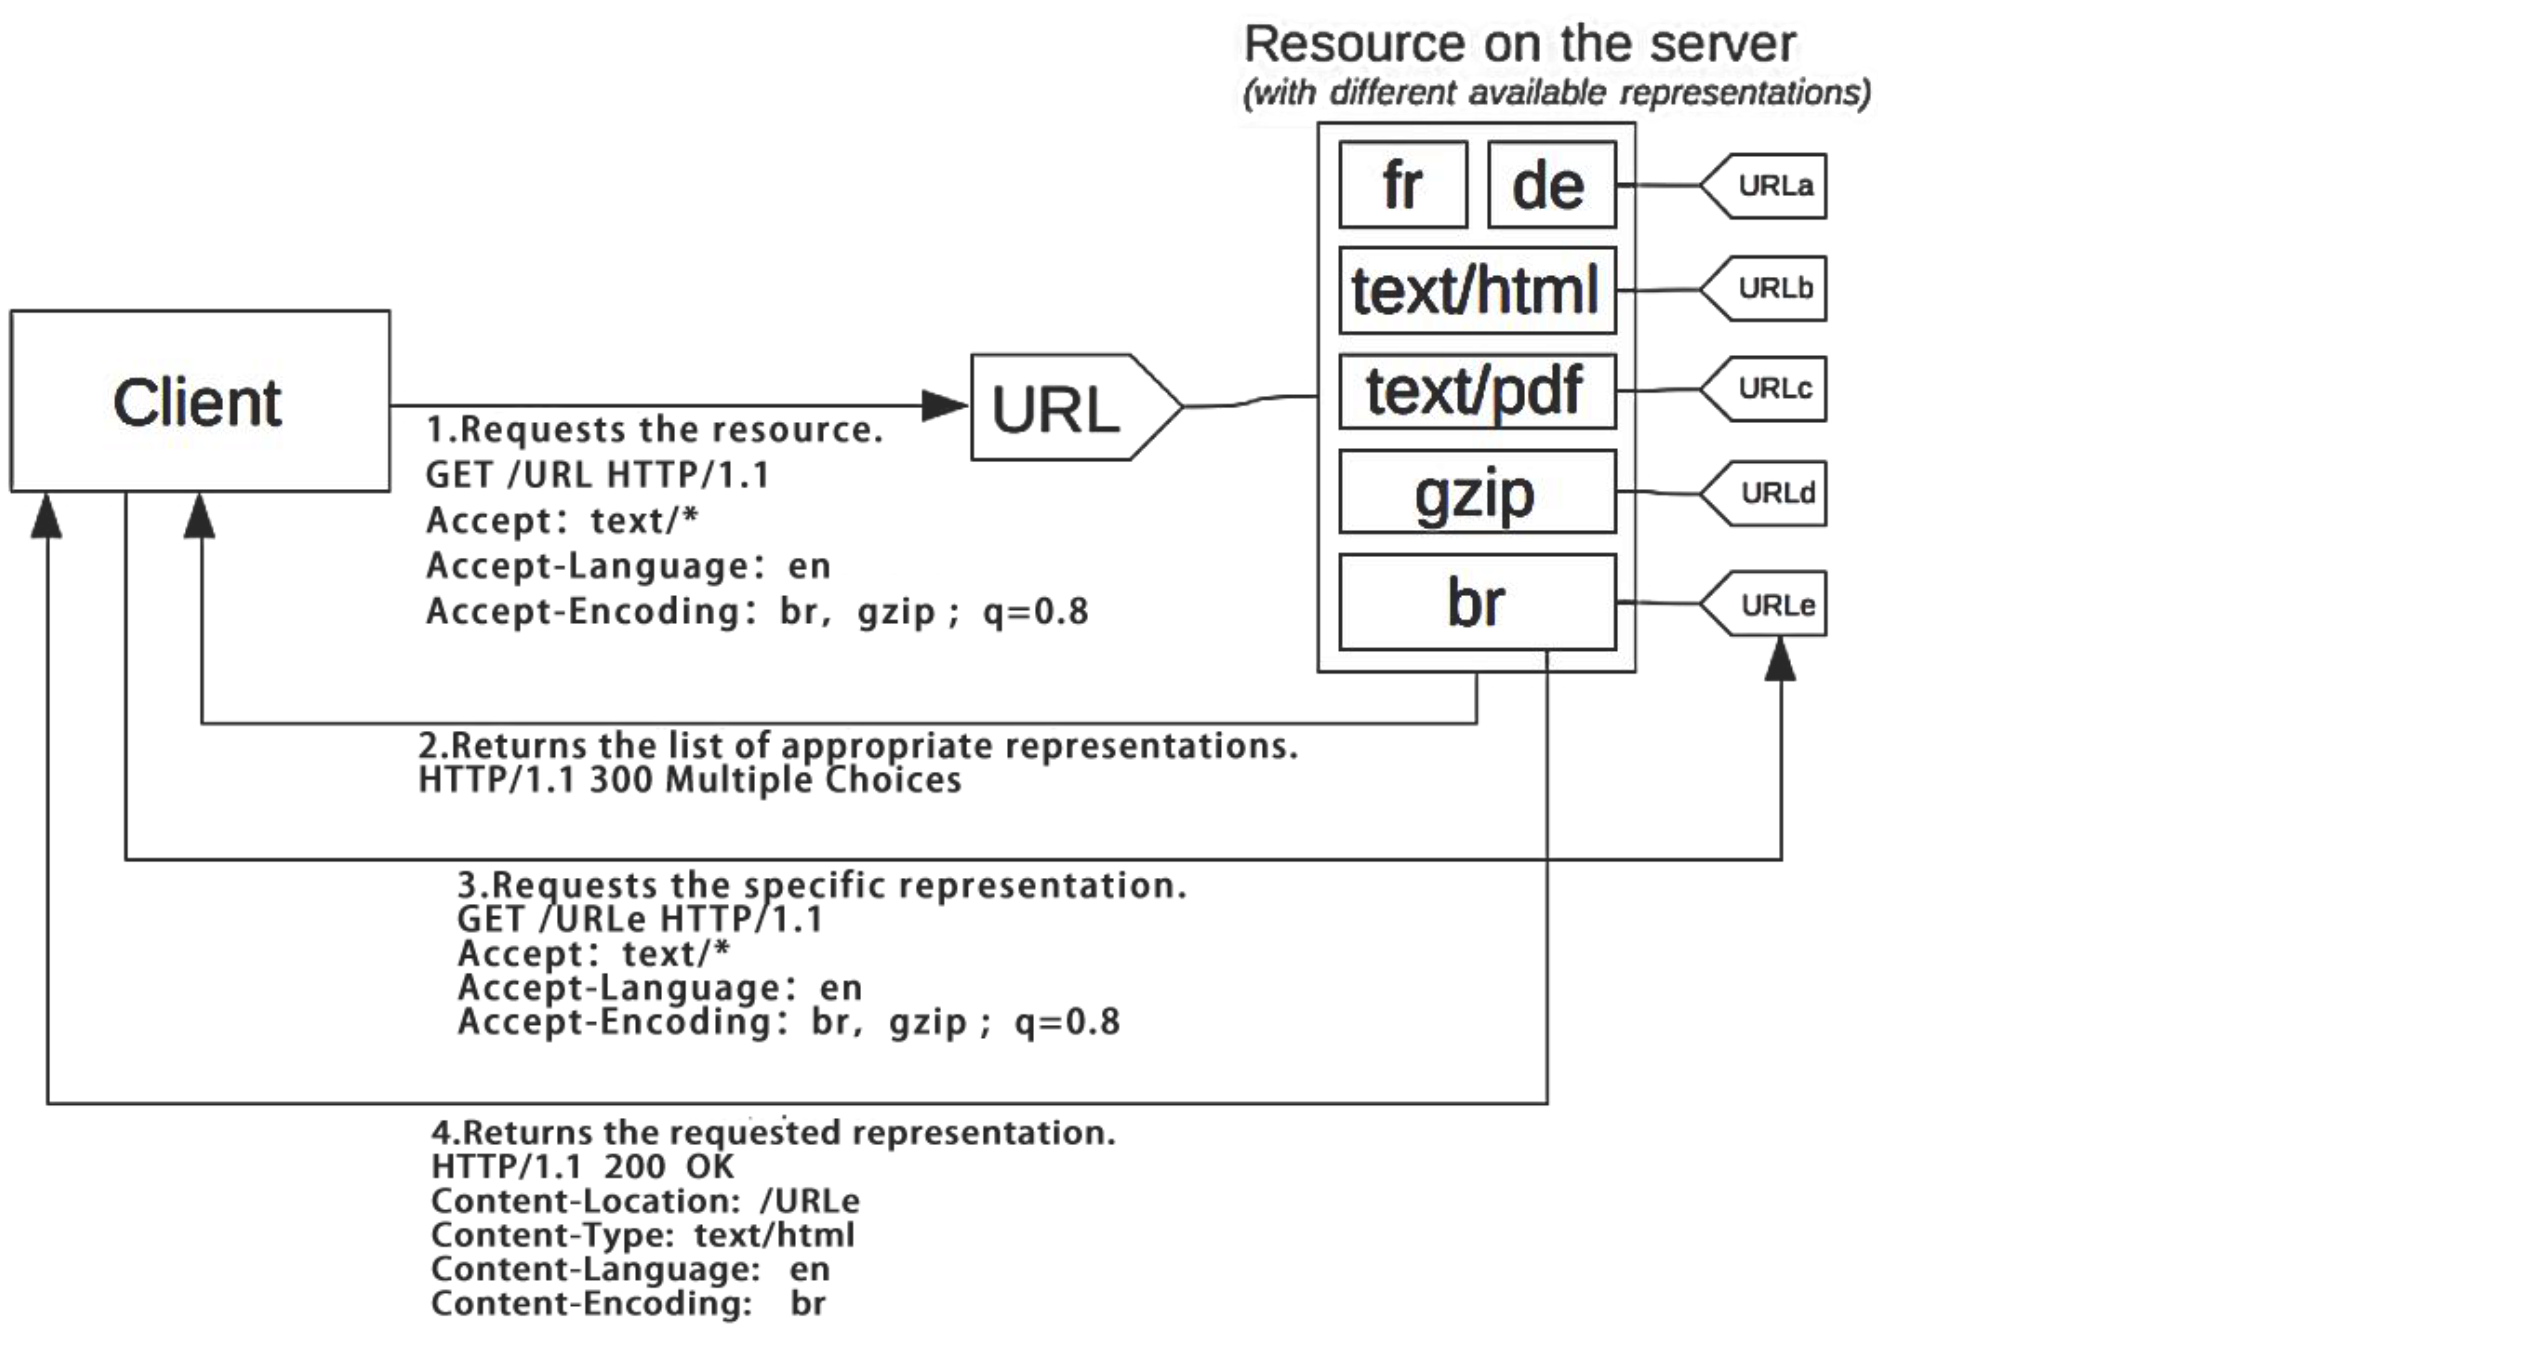 Resource on the server
(with different available representations)
fr
de
URLa
text/html
URLb
Client
URL
text/pdf
URLc
1.Requests the resource.
GET /URL HTTP/1.1
Accept: text/*
Accept-Language: en
Accept-Encoding: br, gzip ; q=0.8
gzip
URLd
br
URLe
2.Returns the list of appropriate representations.
HTTP/1.1 300 Multiple Choices
3.Requests the specific representation.
GET /URLe HTTP/1.1
Accept: text/*
Accept-Language: en
Accept-Encoding: br, gzip ; q=0.8
4.Returns the requested representation.
HTTP/1.1 200 OK
Content-Location: /URLe
Content-Type: text/html
Content-Language: en
Content-Encoding: br